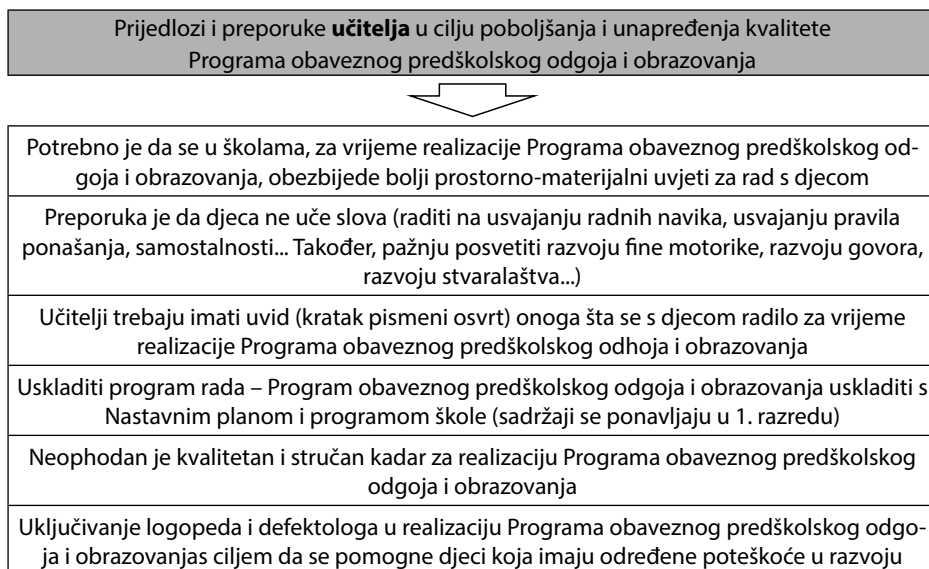 Prijedlozi i preporuke učitelja u cilju poboljšanja i unapređenja kvalitete
Programa obaveznog predškolskog odgoja i obrazovanja
Potrebno je da se u školama, za vrijeme realizacije Programa obaveznog predškolskog od-
goja i obrazovanja, obezbijede bolji prostorno-materijalni uvjeti za rad s djecom
Preporuka je da djeca ne uče slova (raditi na usvajanju radnih navika, usvajanju pravila
ponašanja, samostalnosti... Također, pažnju posvetiti razvoju fine motorike, razvoju govora,
razvoju stvaralaštva...)
Učitelji trebaju imati uvid (kratak pismeni osvrt) onoga šta se s djecom radilo za vrijeme
realizacije Programa obaveznog predškolskog odhoja i obrazovanja
Uskladiti program rada – Program obaveznog predškolskog odgoja i obrazovanja uskladiti s
Nastavnim planom i programom škole (sadržaji se ponavljaju u 1. razredu)
Neophodan je kvalitetan i stručan kadar za realizaciju Programa obaveznog predškolskog
odgoja i obrazovanja
Uključivanje logopeda i defektologa u realizaciju Programa obaveznog predškolskog odgo-
ja i obrazovanjas ciljem da se pomogne djeci koja imaju određene poteškoće u razvoju